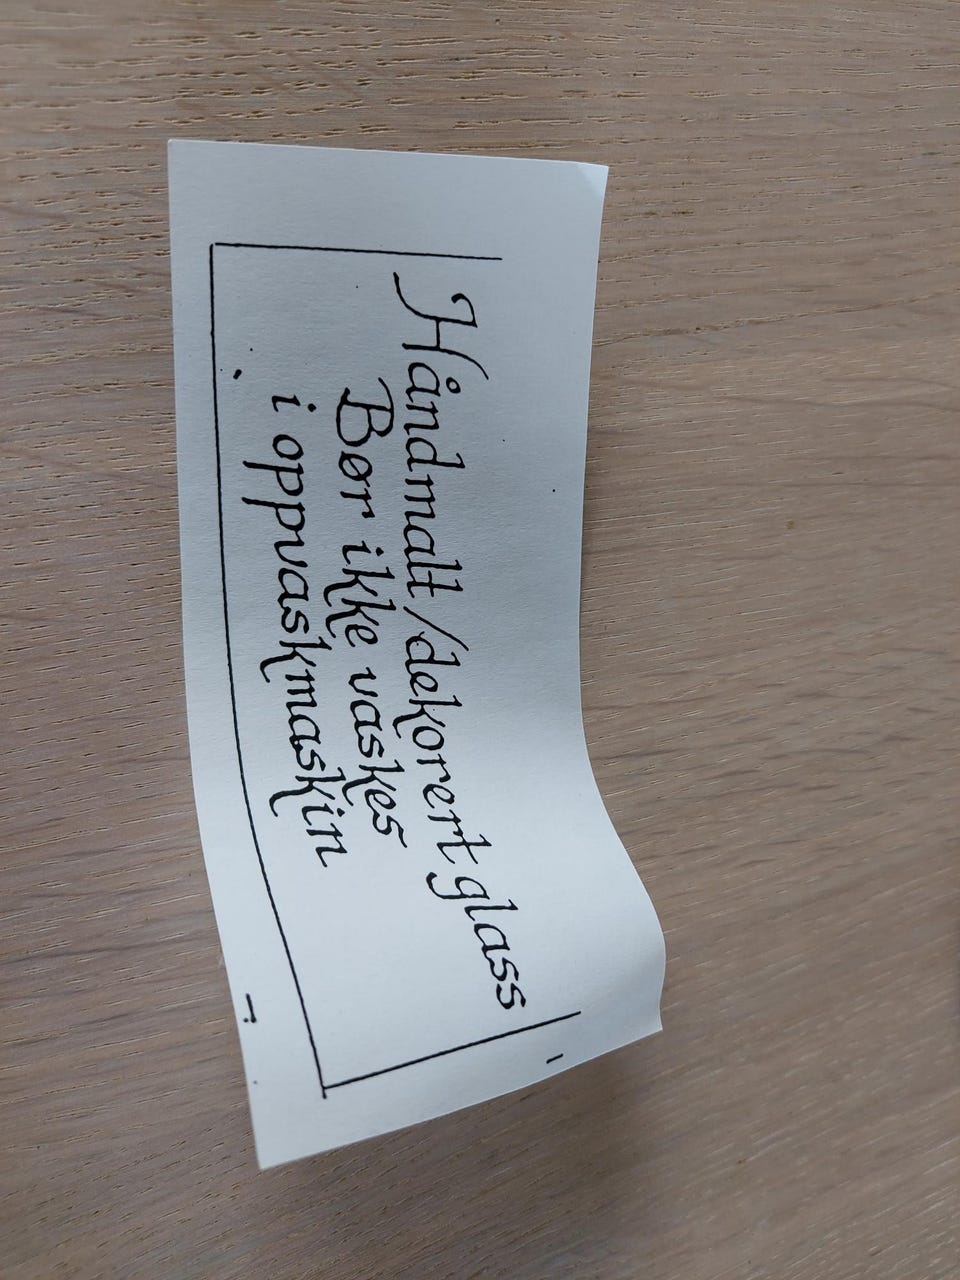 Håndmalt/dekorert glass
Bør ikke vaskes
i oppvaskmaskin